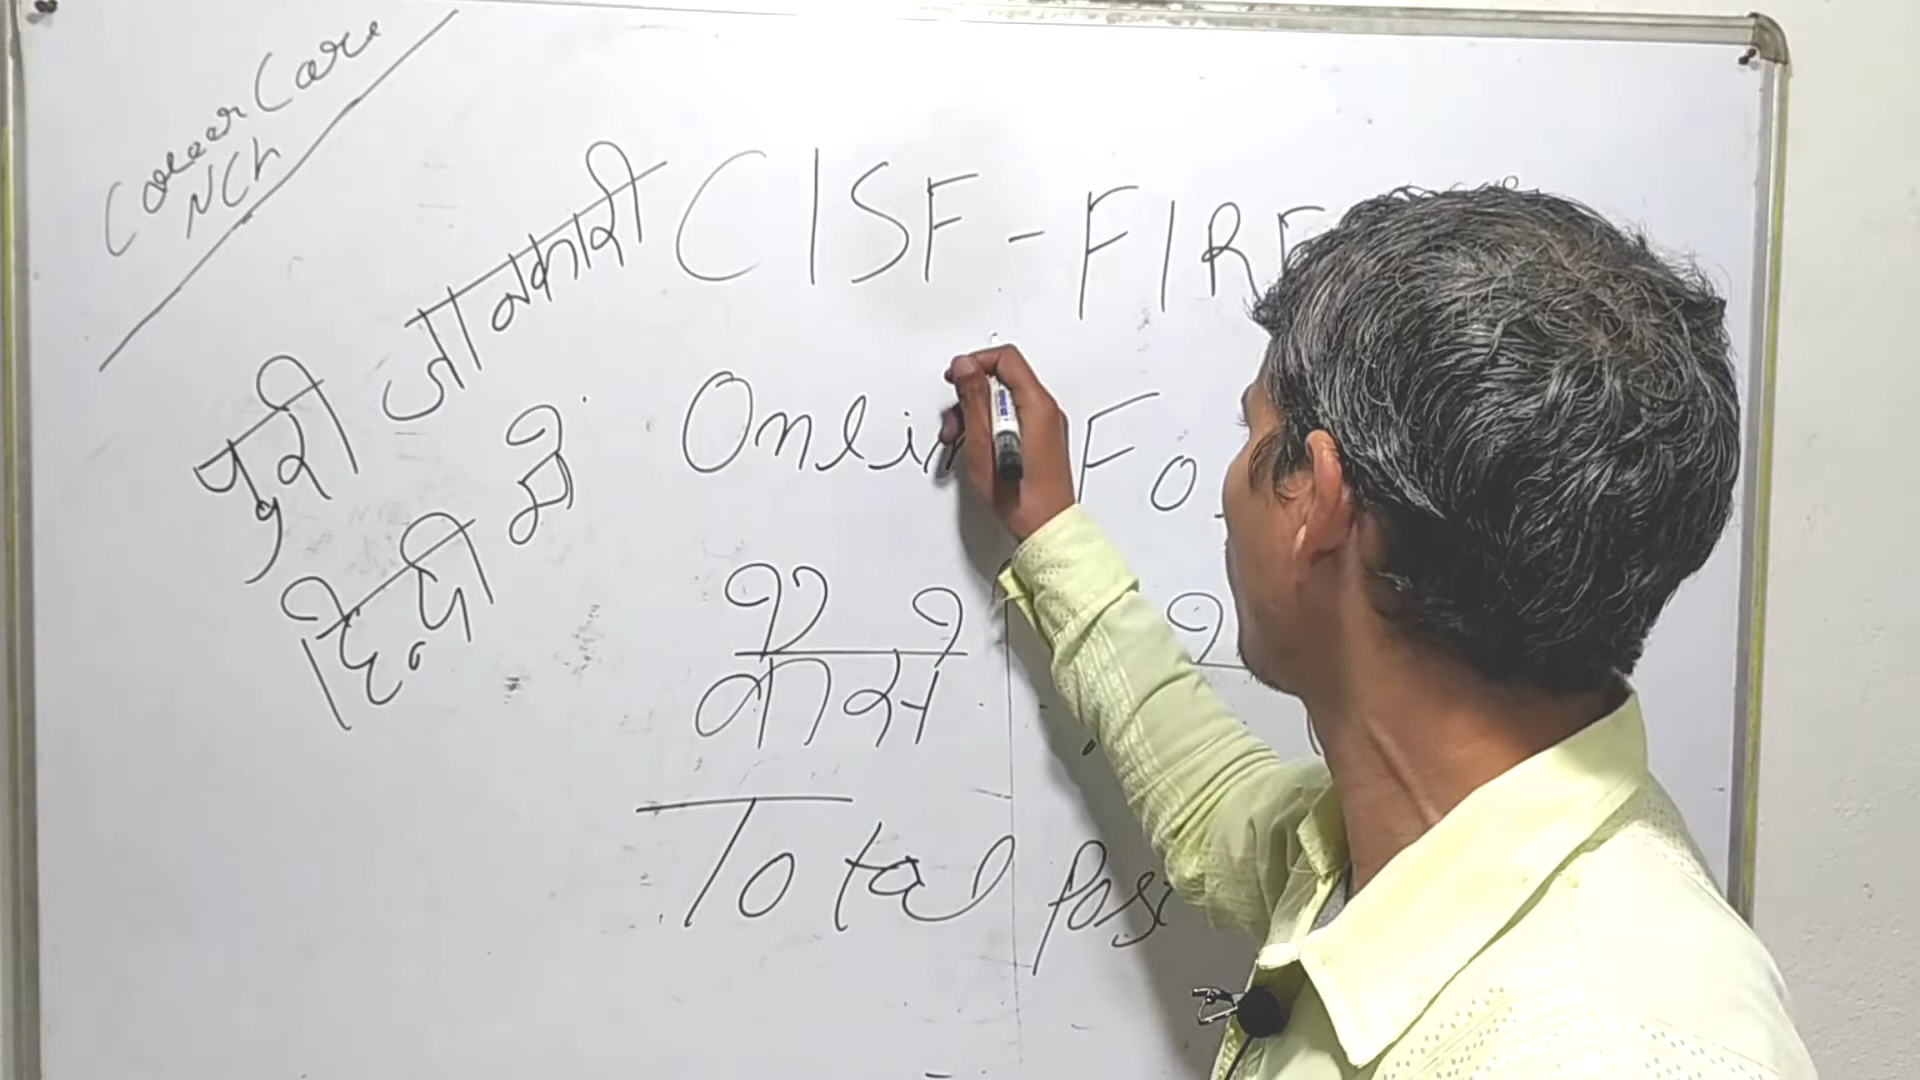 Career Care
NCh
पुरी जानकारी
हिन्दी में
CISF-FIRE
Online Fo
कैसे
Total Post